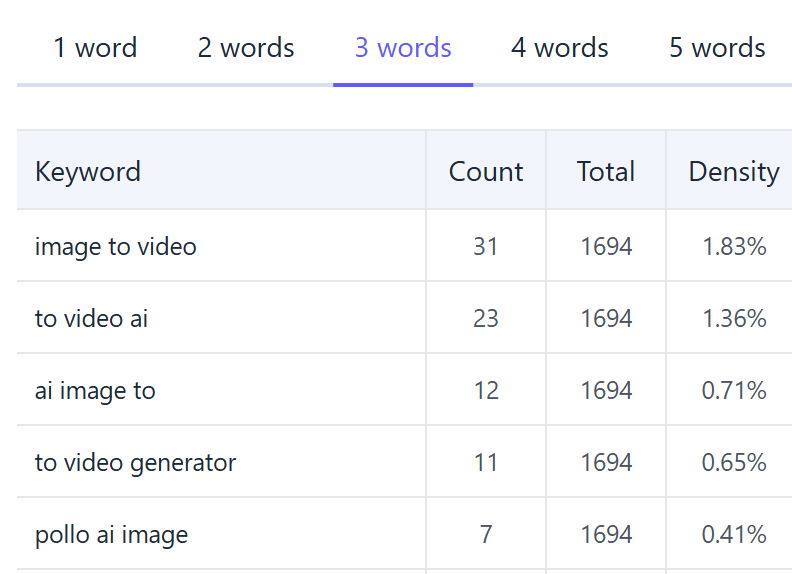 1 word 2 words 3 words 4 words 5 words
Keyword Count Total Density
image to video 31 1694 1.83%
to video ai 23 1694 1.36%
ai image to 12 1694 0.71%
to video generator 11 1694 0.65%
pollo ai image 7 1694 0.41%